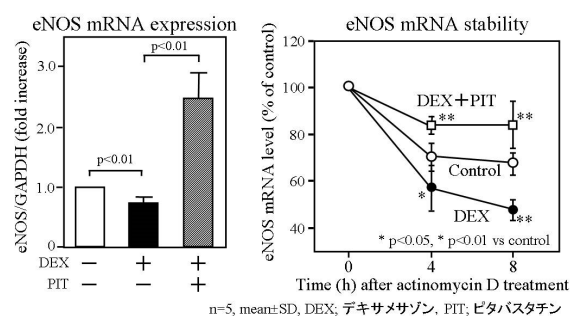 eNOS mRNA expression
eNOS/GAPDH (fold increase)
3.0
2.0
1.0
0
p<0.01
p<0.01
DEX − + +
PIT − − +
eNOS mRNA stability
eNOS mRNA level (% of control)
120
100
80
60
40
DEX+PIT
**
**
Control
*
DEX
**
* p<0.05, * p<0.01 vs control
0 4 8
Time (h) after actinomycin D treatment
n=5, mean±SD, DEX; デキサメサゾン, PIT; ピタバスタチン